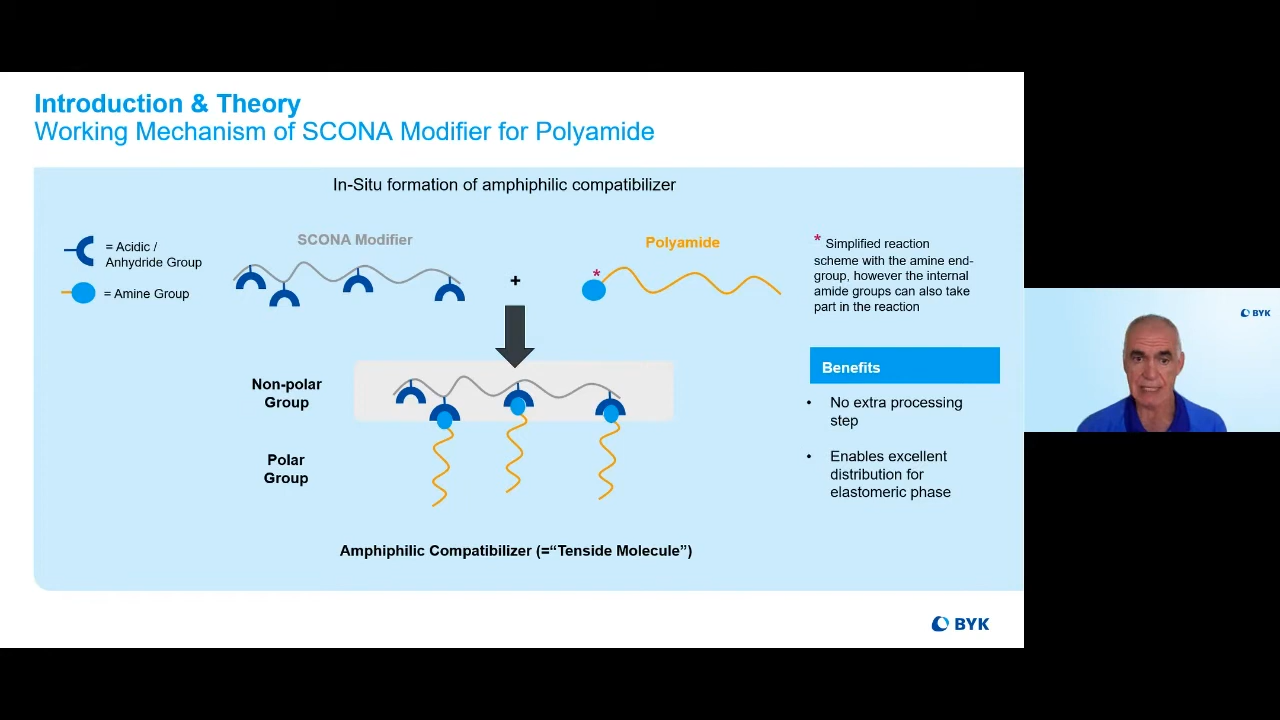 Introduction & Theory
Working Mechanism of SCONA Modifier for Polyamide
In-Situ formation of amphiphilic compatibilizer
= Acidic /
Anhydride Group
= Amine Group
SCONA Modifier
+
*
Polyamide
* Simplified reaction
scheme with the amine end-
group, however the internal
amide groups can also take
part in the reaction
Non-polar
Group
Polar
Group
Amphiphilic Compatibilizer (=“Tenside Molecule”)
Benefits
• No extra processing
step
• Enables excellent
distribution for
elastomeric phase
BYK
BYK